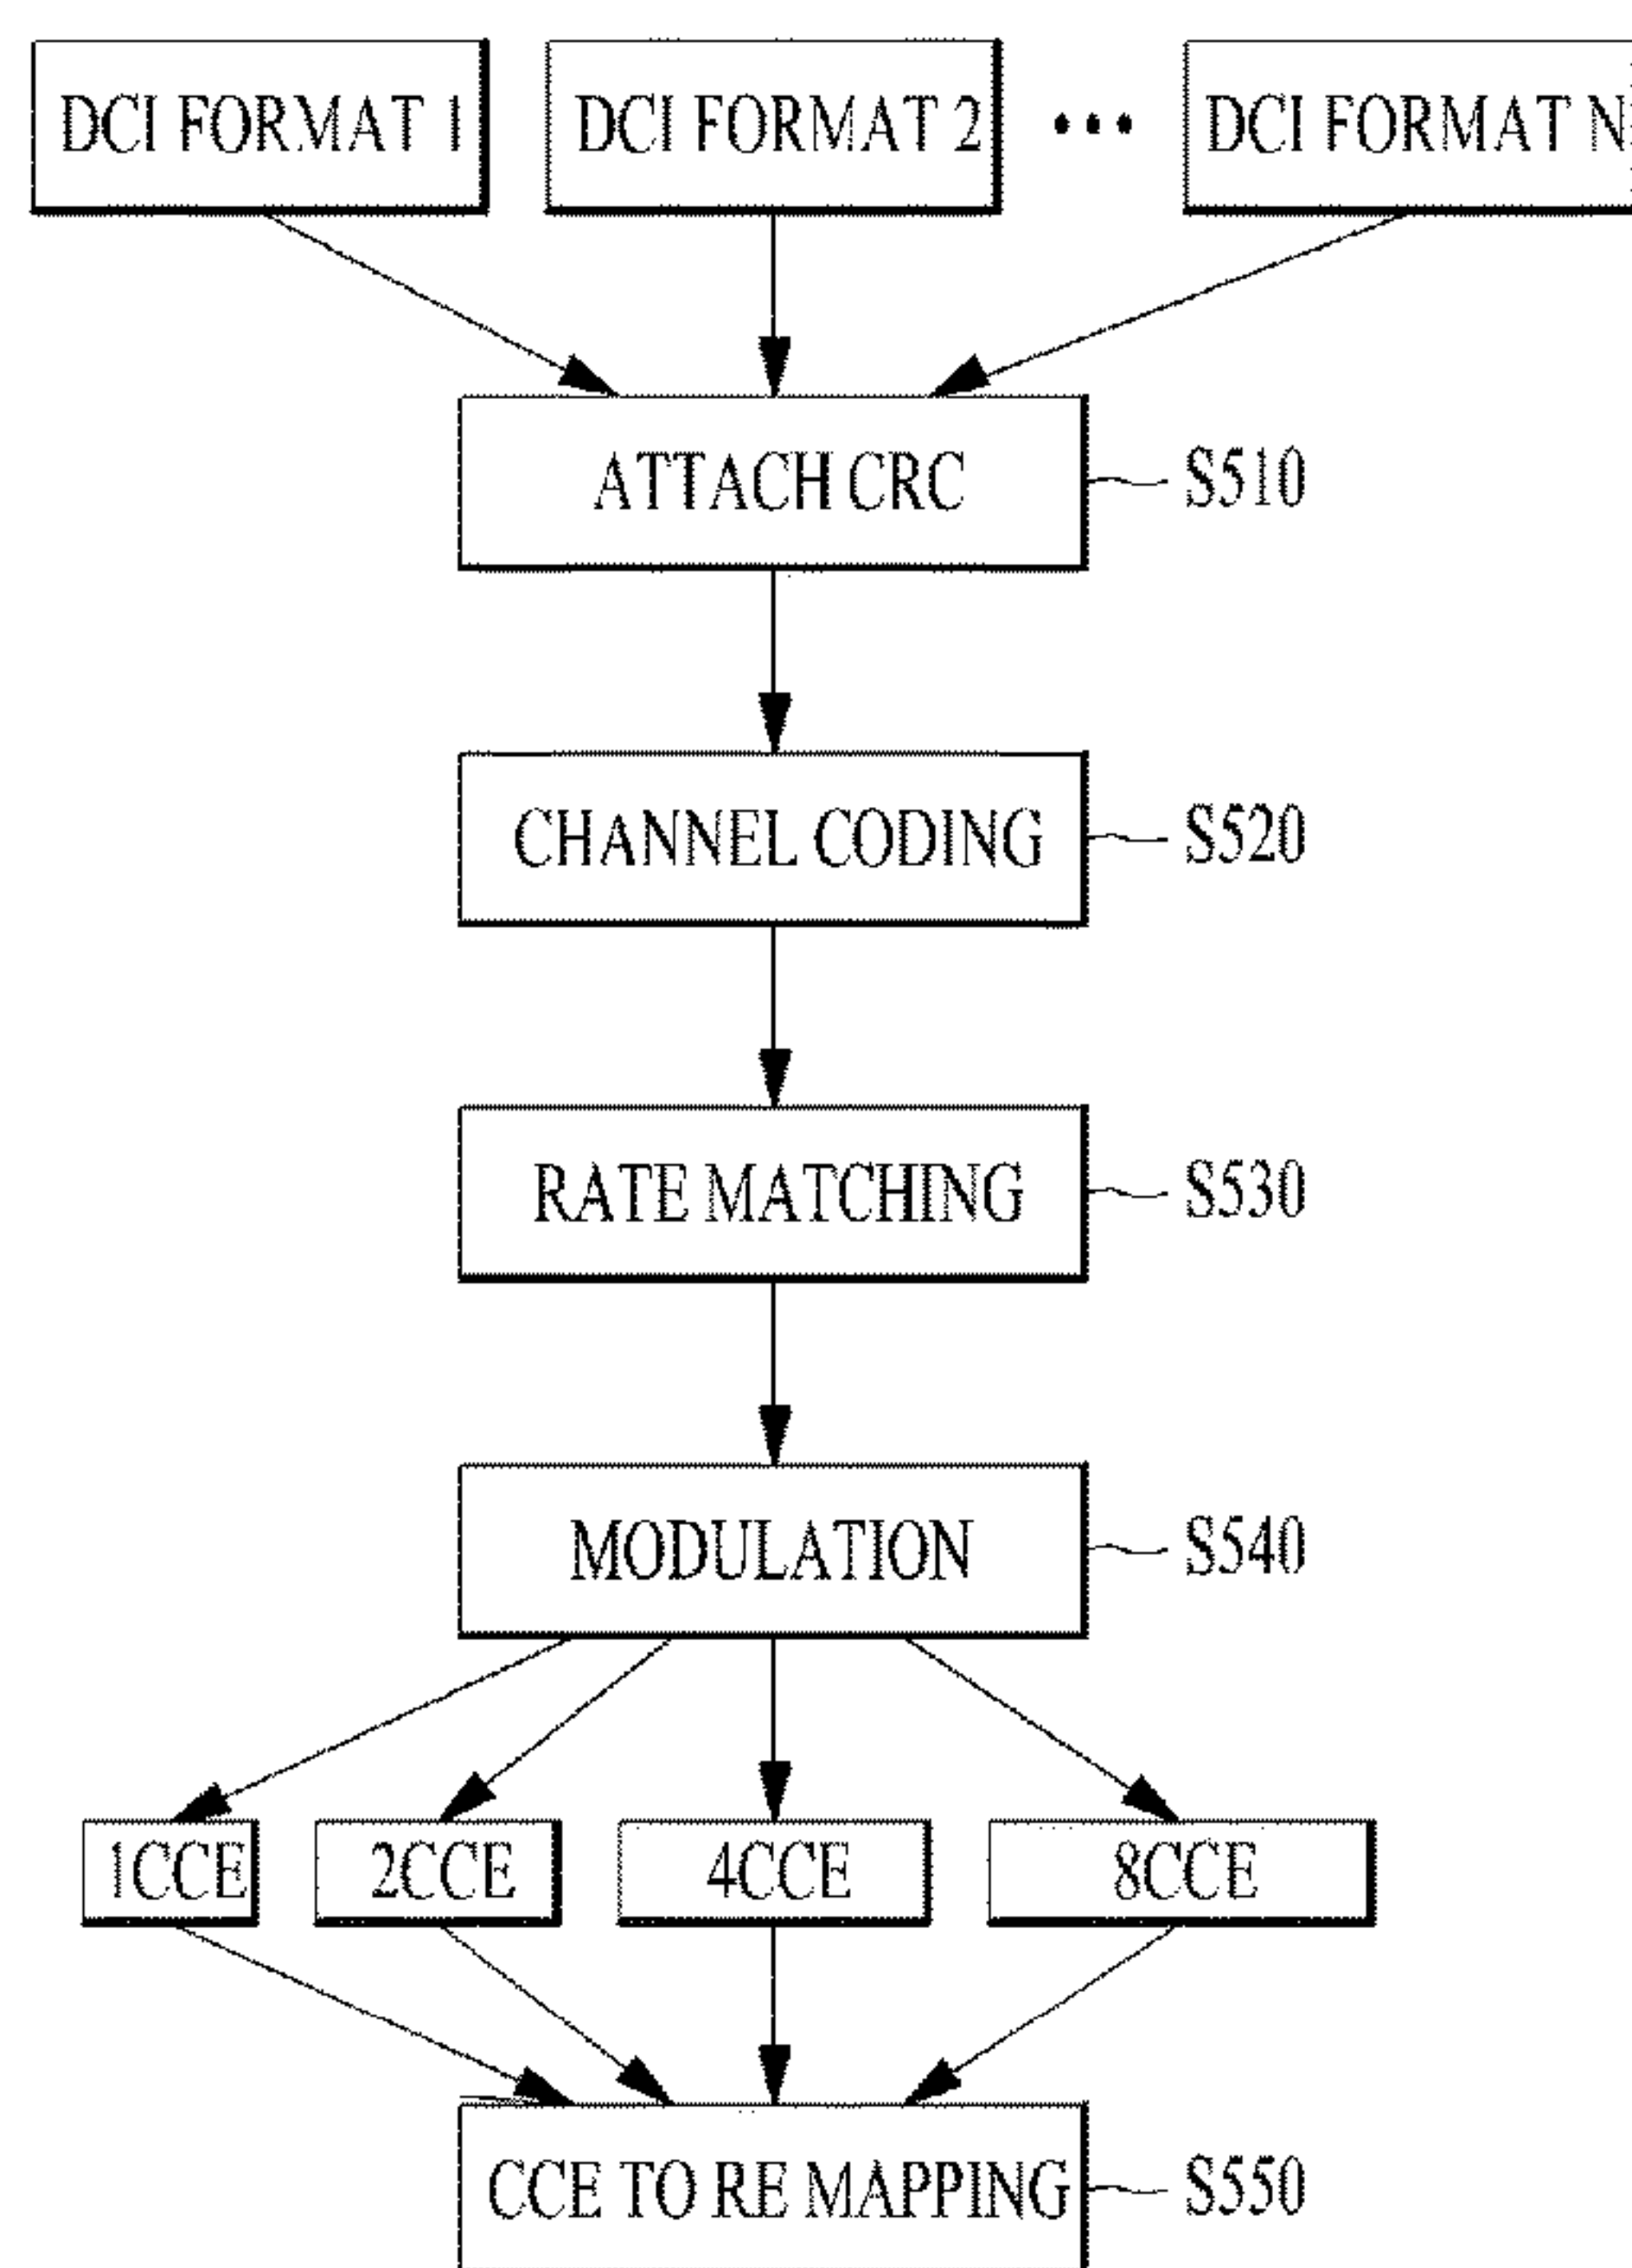 DCI FORMAT 1
DCI FORMAT 2
•••
DCI FORMAT N
ATTACH CRC
S510
CHANNEL CODING
S520
RATE MATCHING
S530
MODULATION
S540
1CCE
2CCE
4CCE
8CCE
CCE TO RE MAPPING
S550